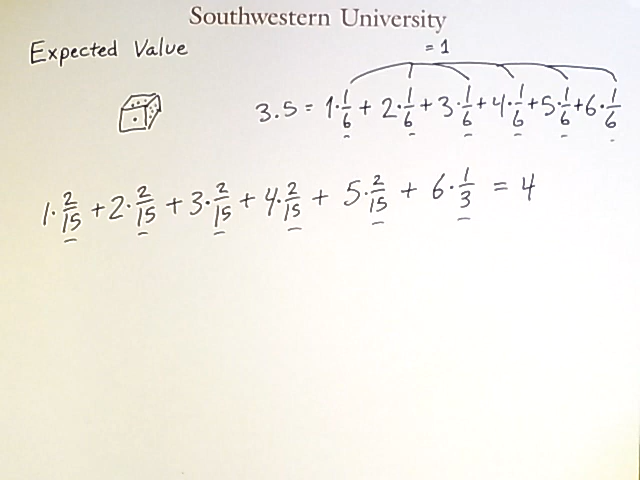 Southwestern University
Expected Value
= 1
3.5 = 1·1/6 + 2·1/6 + 3·1/6 + 4·1/6 + 5·1/6 + 6·1/6
1·2/15 + 2·2/15 + 3·2/15 + 4·2/15 + 5·2/15 + 6·1/3 = 4